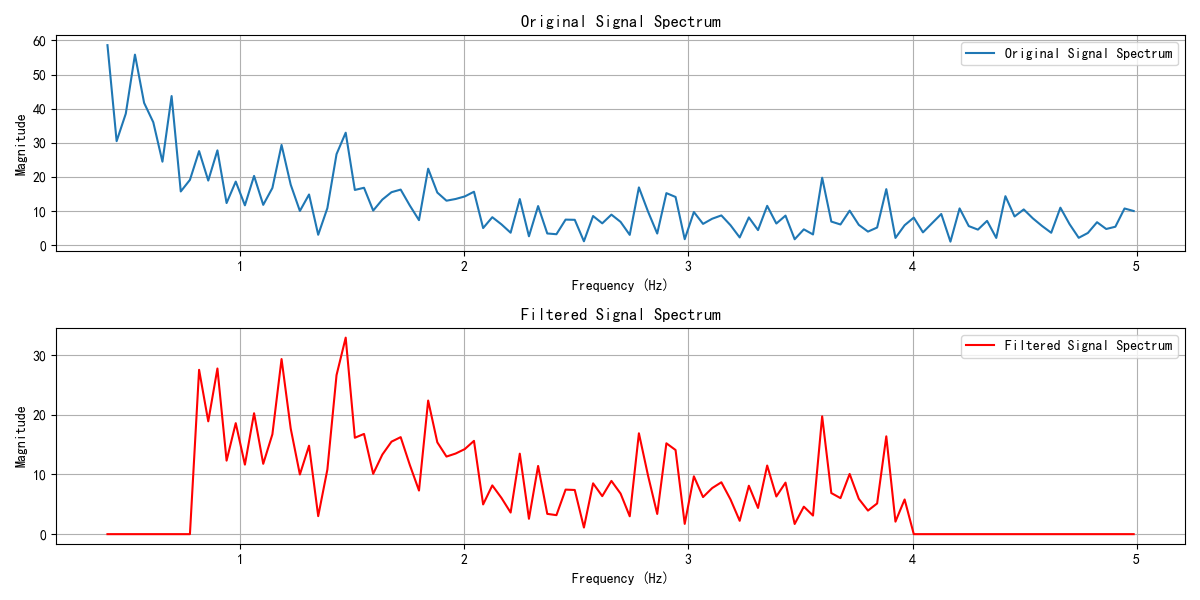 Original Signal Spectrum
60
50
40
30
20
10
0
Magnitude
Original Signal Spectrum
1
2
3
4
5
Frequency (Hz)
Filtered Signal Spectrum
30
20
10
0
Magnitude
Filtered Signal Spectrum
1
2
3
4
5
Frequency (Hz)